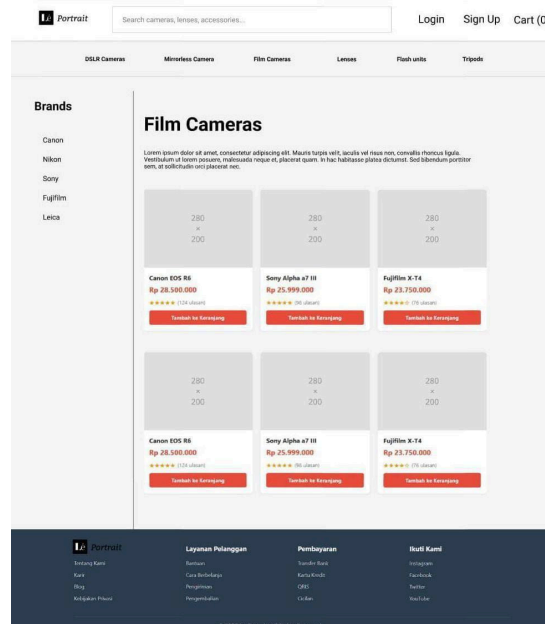 Lé Portrait
Search cameras, lenses, accessories...
Login Sign Up Cart (0
DSLR Cameras Mirrorless Camera Film Cameras Lenses Flash units Tripods
Brands
Canon
Nikon
Sony
Fujifilm
Leica
Film Cameras
Lorem ipsum dolor sit amet, consectetur adipiscing elit. Mauris turpis velit, iaculis vel risus non, convallis rhoncus ligula.
Vestibulum ut lorem posuere, malesuada neque et, placerat quam. In hac habitasse platea dictumst. Sed bibendum porttitor
sem, at sollicitudin orci placerat nec.
280 x 200
280 x 200
280 x 200
Canon EOS R6 Sony Alpha a7 III Fujifilm X-T4
Rp 28.500.000 Rp 25.999.000 Rp 23.750.000
★★★★★ (124 ulasan) ★★★★★ (96 ulasan) ★★★★☆ (76 ulasan)
Tambah ke Keranjang Tambah ke Keranjang Tambah ke Keranjang
280 x 200
280 x 200
280 x 200
Canon EOS R6 Sony Alpha a7 III Fujifilm X-T4
Rp 28.500.000 Rp 25.999.000 Rp 23.750.000
★★★★★ (124 ulasan) ★★★★★ (96 ulasan) ★★★★☆ (76 ulasan)
Tambah ke Keranjang Tambah ke Keranjang Tambah ke Keranjang
Lé Portrait Layanan Pelanggan Pembayaran Ikuti Kami
Tentang Kami Bantuan Transfer Bank Instagram
Karir Cara Berbelanja Kartu Kredit Facebook
Blog Pengiriman QRIS Twitter
Kebijakan Privasi Pengembalian Cicilan YouTube